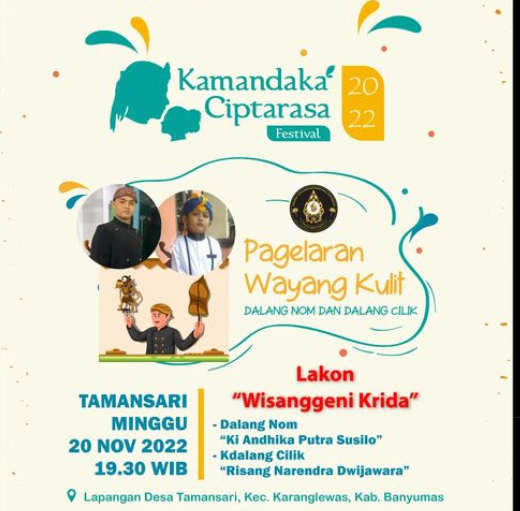 Kamandaka
Ciptarasa
Festival
20
22
Pagelaran
Wayang Kulit
DALANG NOM DAN DALANG CILIK
Lakon
"Wisanggeni Krida"
TAMANSARI
MINGGU
20 NOV 2022
19.30 WIB
- Dalang Nom
"Ki Andhika Putra Susilo"
- Kdalang Cilik
"Risang Narendra Dwijawara"
Lapangan Desa Tamansari, Kec. Karanglewas, Kab. Banyumas